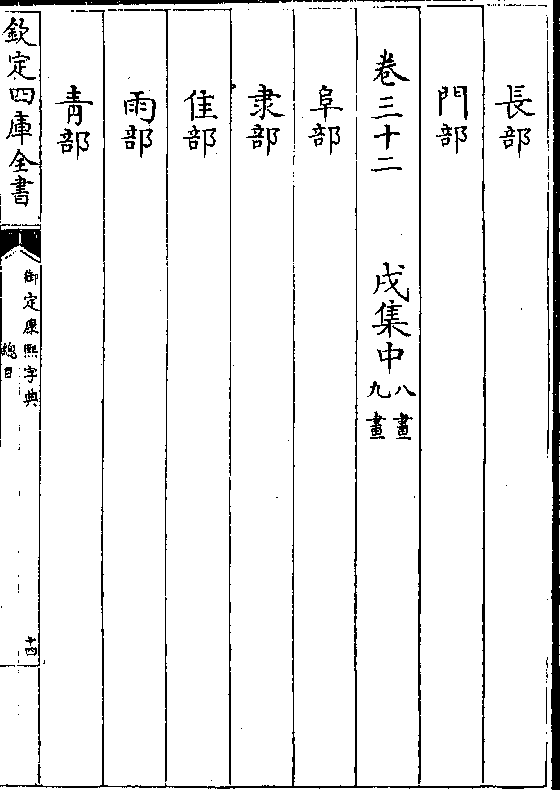 長部
門部
卷三十二 戌集中 八畫 九畫
阜部
隶部
隹部
雨部
青部
欽定四庫全書
御定康熙字典
總目
十四